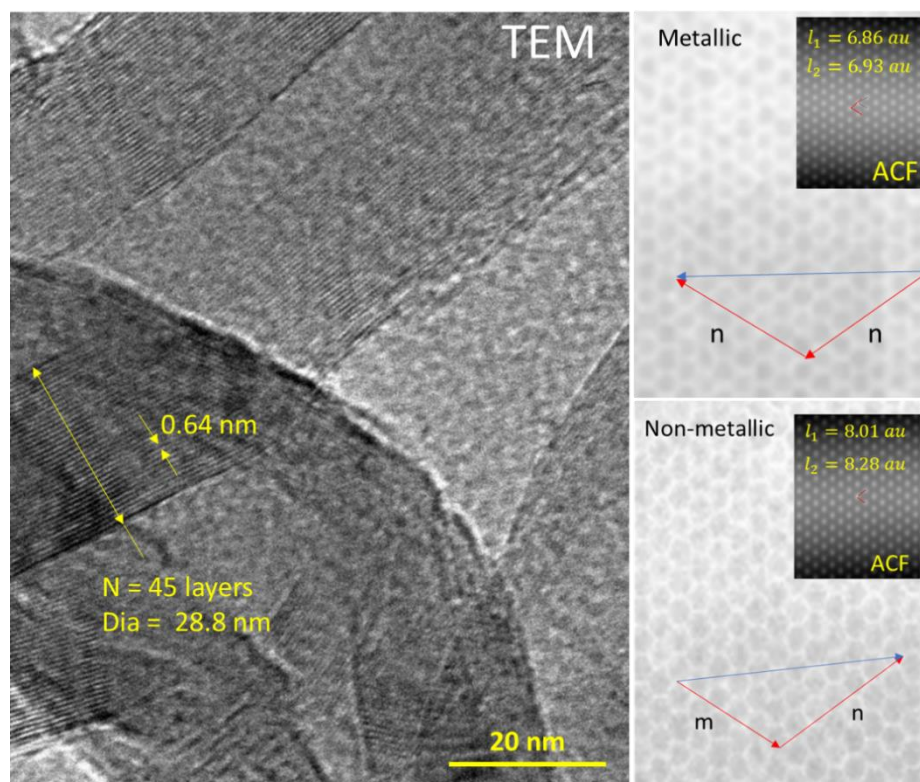 TEM
0.64 nm
N = 45 layers
Dia = 28.8 nm
20 nm
Metallic
l₁ = 6.86 au
l₂ = 6.93 au
ACF
n
n
Non-metallic
l₁ = 8.01 au
l₂ = 8.28 au
ACF
m
n